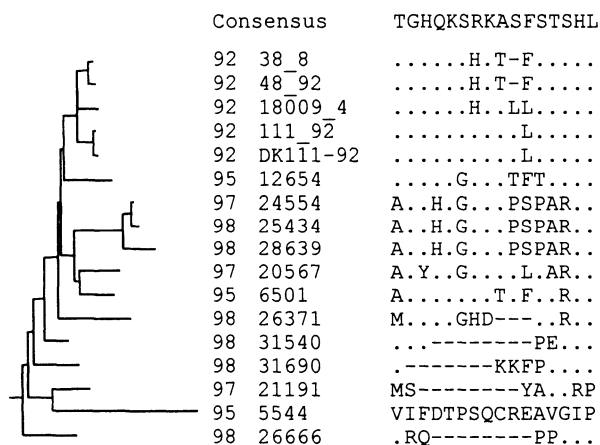 Consensus TGHQKSRKASFSTSHL
92 38_8 ......H.T-F.....
92 48_92 ......H.T-F.....
92 18009_4 ......H..LL.....
92 111_92 ..........L.....
92 DK111-92 ..........L.....
95 12654 .....G...TFT....
97 24554 A..H.G...PSPAR..
98 25434 A..H.G...PSPAR..
98 28639 A..H.G...PSPAR..
97 20567 A.Y..G....L.AR..
95 6501 A........T.F..R..
98 26371 M....GHD---..R..
98 31540 ...--------PE...
98 31690 .-------KKFP....
97 21191 MS--------YA..RP
95 5544 VIFDTPSQCREAVGIP
98 26666 .RQ--------PP...